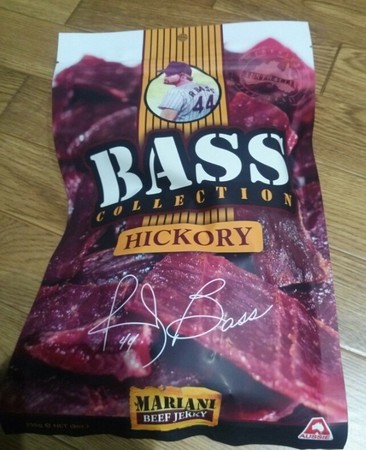 R. BASS
44
BASS
COLLECTION
HICKORY
R J Bass
44
MARIANI
BEEF JERKY
AUSSIE